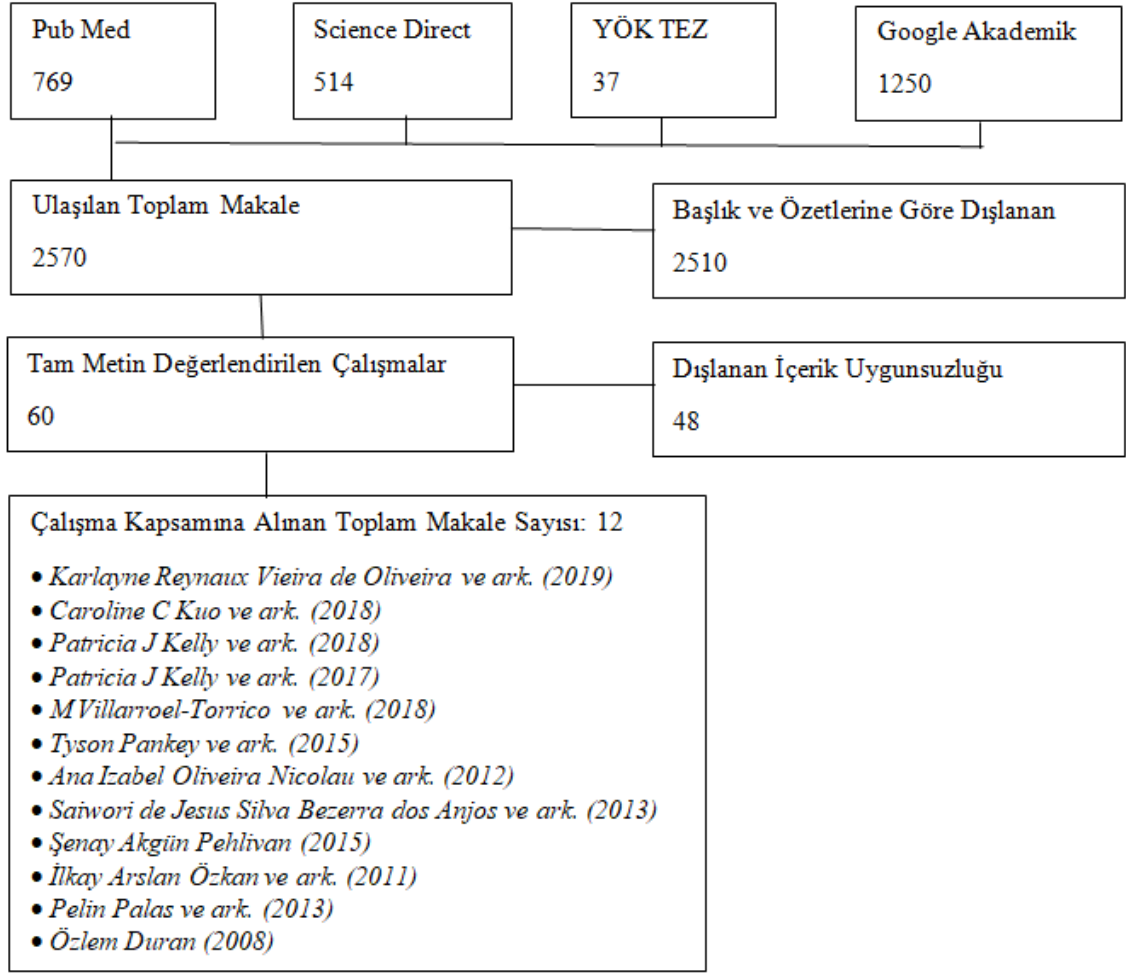 Pub Med
769
Science Direct
514
YÖK TEZ
37
Google Akademik
1250
Ulaşılan Toplam Makale
2570
Başlık ve Özetlerine Göre Dışlanan
2510
Tam Metin Değerlendirilen Çalışmalar
60
Dışlanan İçerik Uygunsuzluğu
48
Çalışma Kapsamına Alınan Toplam Makale Sayısı: 12
• Karlayne Reynaux Vieira de Oliveira ve ark. (2019)
• Caroline C Kuo ve ark. (2018)
• Patricia J Kelly ve ark. (2018)
• Patricia J Kelly ve ark. (2017)
• M Villarroel-Torrico ve ark. (2018)
• Tyson Pankey ve ark. (2015)
• Ana Izabel Oliveira Nicolau ve ark. (2012)
• Saiwori de Jesus Silva Bezerra dos Anjos ve ark. (2013)
• Şenay Akgün Pehlivan (2015)
• İlkay Arslan Özkan ve ark. (2011)
• Pelin Palas ve ark. (2013)
• Özlem Duran (2008)